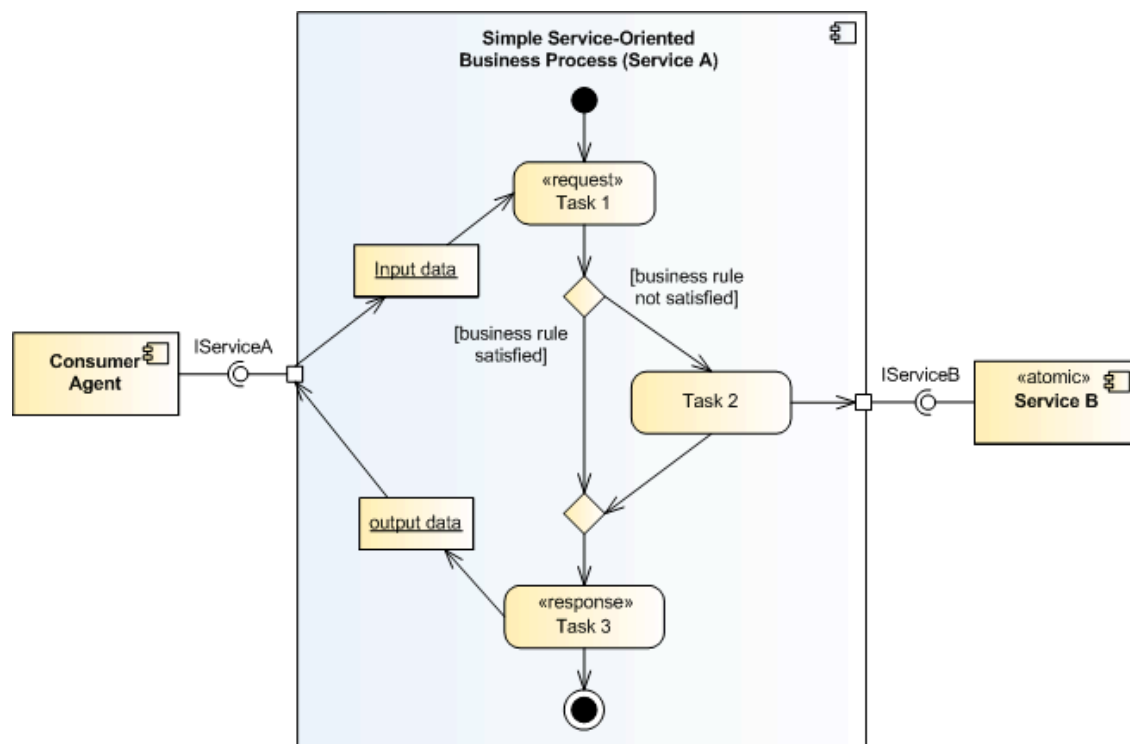 Simple Service-Oriented
Business Process (Service A)
«request»
Task 1
Input data
[business rule
not satisfied]
[business rule
satisfied]
IServiceA
Consumer
Agent
Task 2
IServiceB
«atomic»
Service B
output data
«response»
Task 3